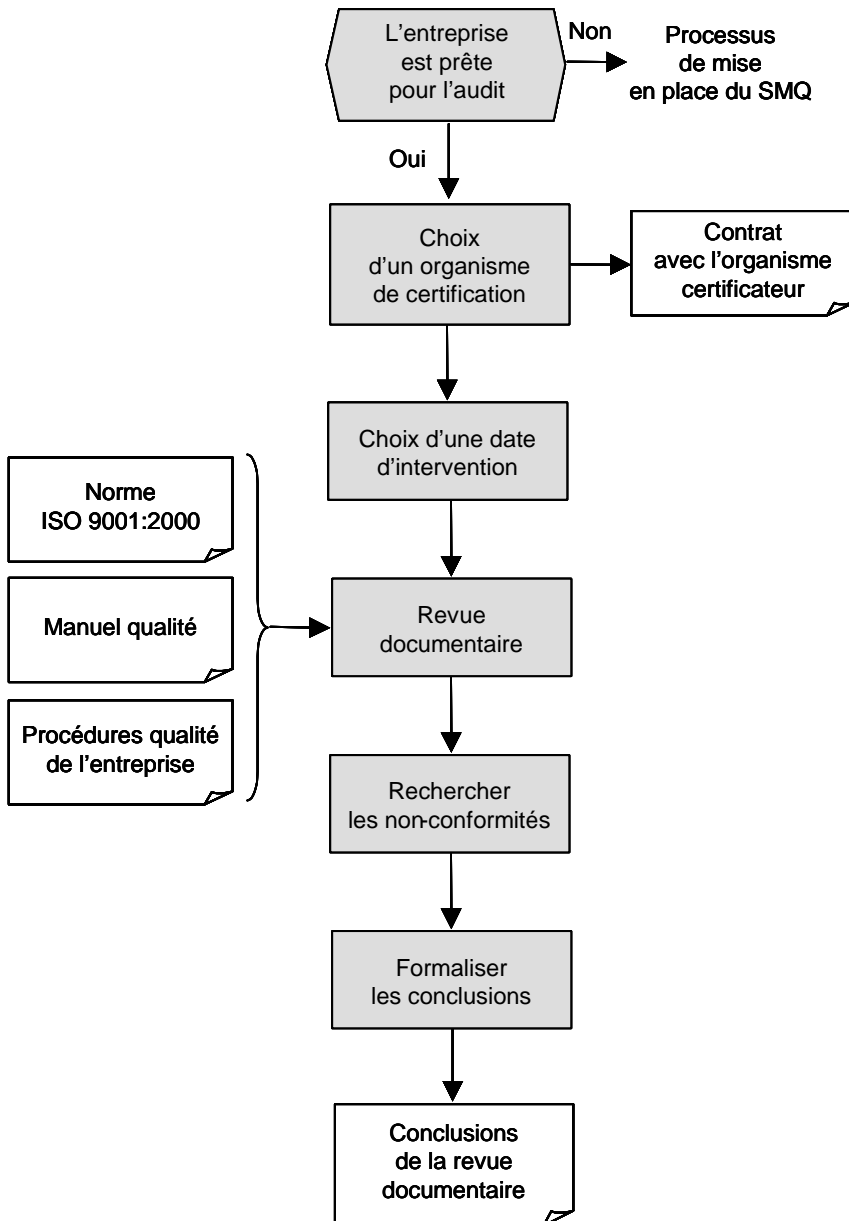 L’entreprise
est prête
pour l’audit
Non
Processus
de mise
en place du SMQ
Oui
Choix
d’un organisme
de certification
Contrat
avec l’organisme
certificateur
Choix d’une date
d’intervention
Norme
ISO 9001:2000
Manuel qualité
Procédures qualité
de l’entreprise
Revue
documentaire
Rechercher
les non-conformités
Formaliser
les conclusions
Conclusions
de la revue
documentaire